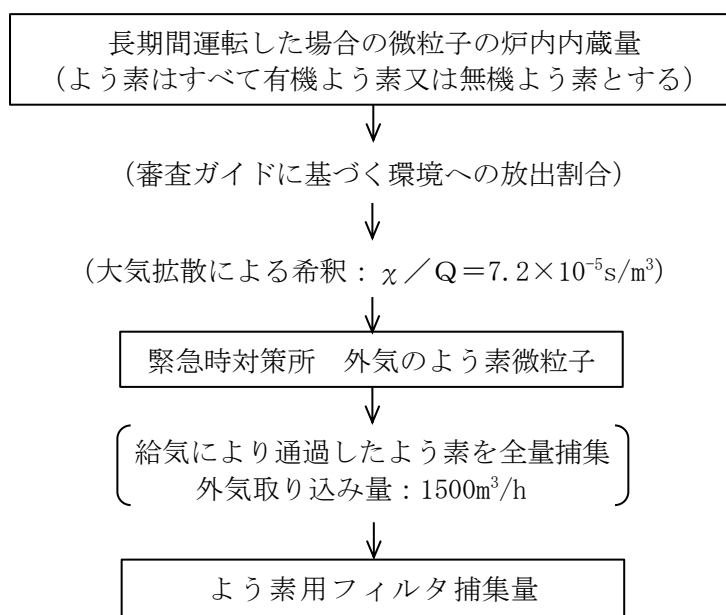 長期間運転した場合の微粒子の炉内内蔵量
(よう素はすべて有機よう素又は無機よう素とする)
(審査ガイドに基づく環境への放出割合)
(大気拡散による希釈：χ／Q＝7.2×10⁻⁵s/m³)
緊急時対策所　外気のよう素微粒子
給気により通過したよう素を全量捕集
外気取り込み量：1500m³/h
よう素用フィルタ捕集量